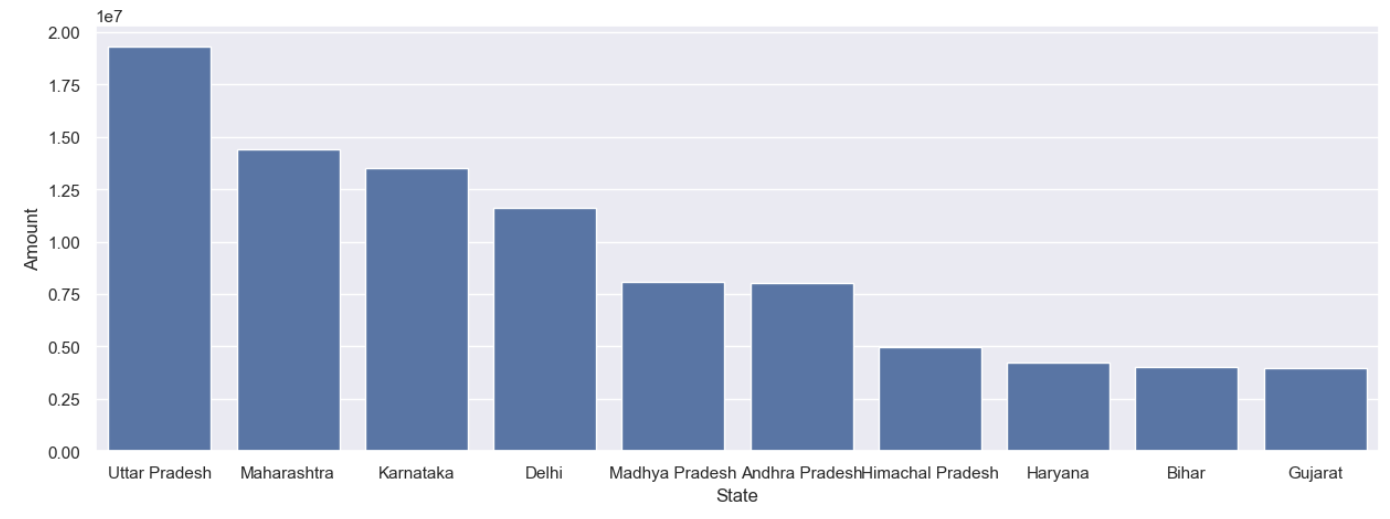 1e7
2.00
1.75
1.50
1.25
1.00
0.75
0.50
0.25
0.00
Amount
Uttar Pradesh Maharashtra Karnataka Delhi Madhya Pradesh Andhra Pradesh Himachal Pradesh Haryana Bihar Gujarat
State